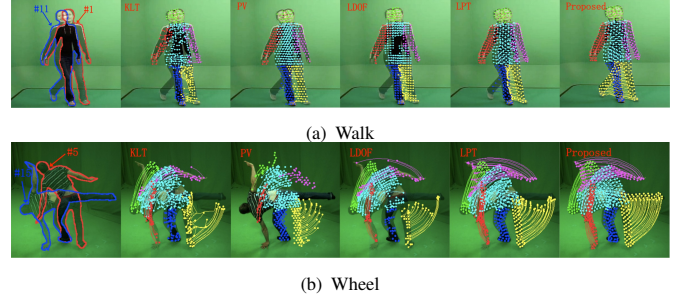 #11 #1 KLT PV LDOF LPT Proposed
(a) Walk
#5 KLT PV LDOF LPT Proposed
(b) Wheel